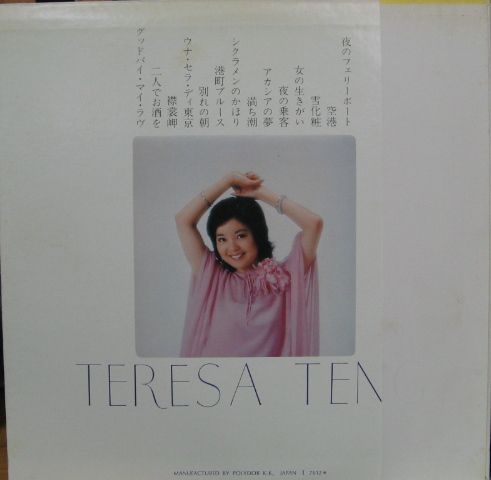 夜のフェリーボート
空港
雪化粧
女の生きがい
夜の乗客
アカシアの夢
満ち潮
シクラメンのかほり
港町ブルース
別れの朝
ウナ・セラ・ディ東京
襟裳岬
二人でお酒を
グッドバイ・マイ・ラヴ
TERESA TENG
MANUFACTURED BY POLYDOR K.K., JAPAN